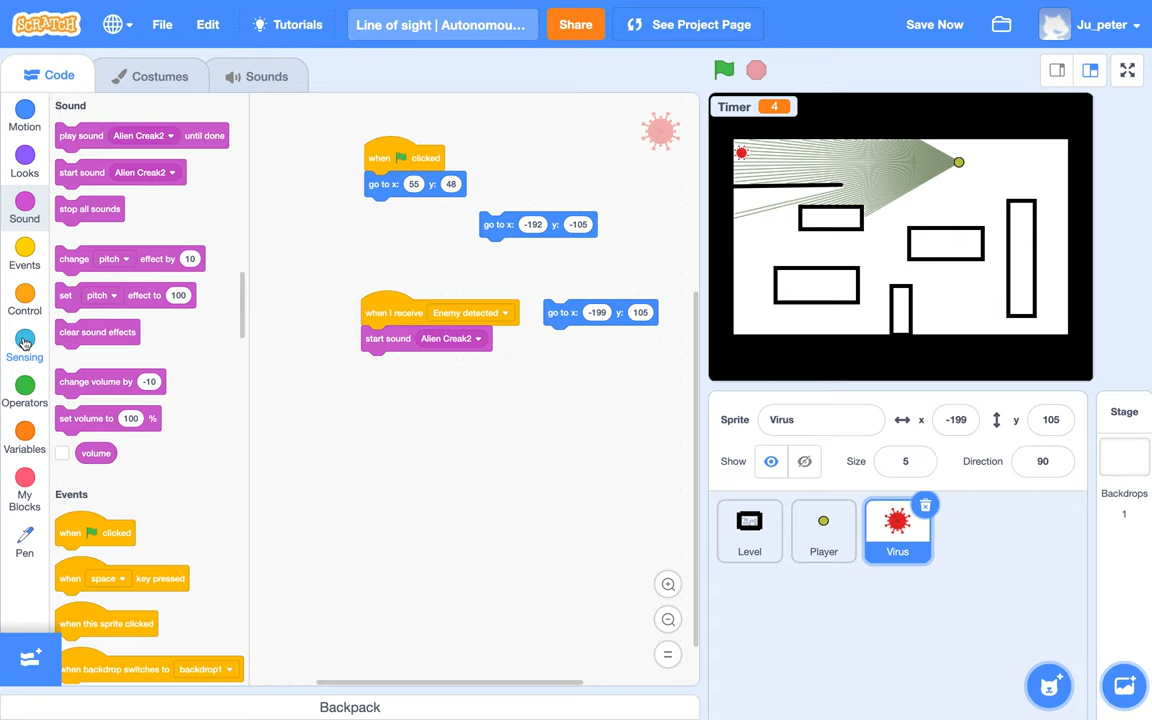 SCRATCH
File
Edit
Tutorials
Line of sight | Autonomou...
Share
See Project Page
Save Now
Ju_peter
Code
Costumes
Sounds
Motion
Looks
Sound
Events
Control
Sensing
Operators
Variables
My
Blocks
Pen
Sound
play sound Alien Creak2 until done
start sound Alien Creak2
stop all sounds
change pitch effect by 10
set pitch effect to 100
clear sound effects
change volume by -10
set volume to 100 %
volume
Events
when clicked
when space key pressed
when this sprite clicked
when backdrop switches to backdrop1
when clicked
go to x: 55 y: 48
go to x: -192 y: -105
when I receive Enemy detected
start sound Alien Creak2
go to x: -199 y: 105
Timer 4
Sprite Virus x -199 y 105
Show Size 5 Direction 90
Level
Player
Virus
Stage
Backdrops
1
Backpack